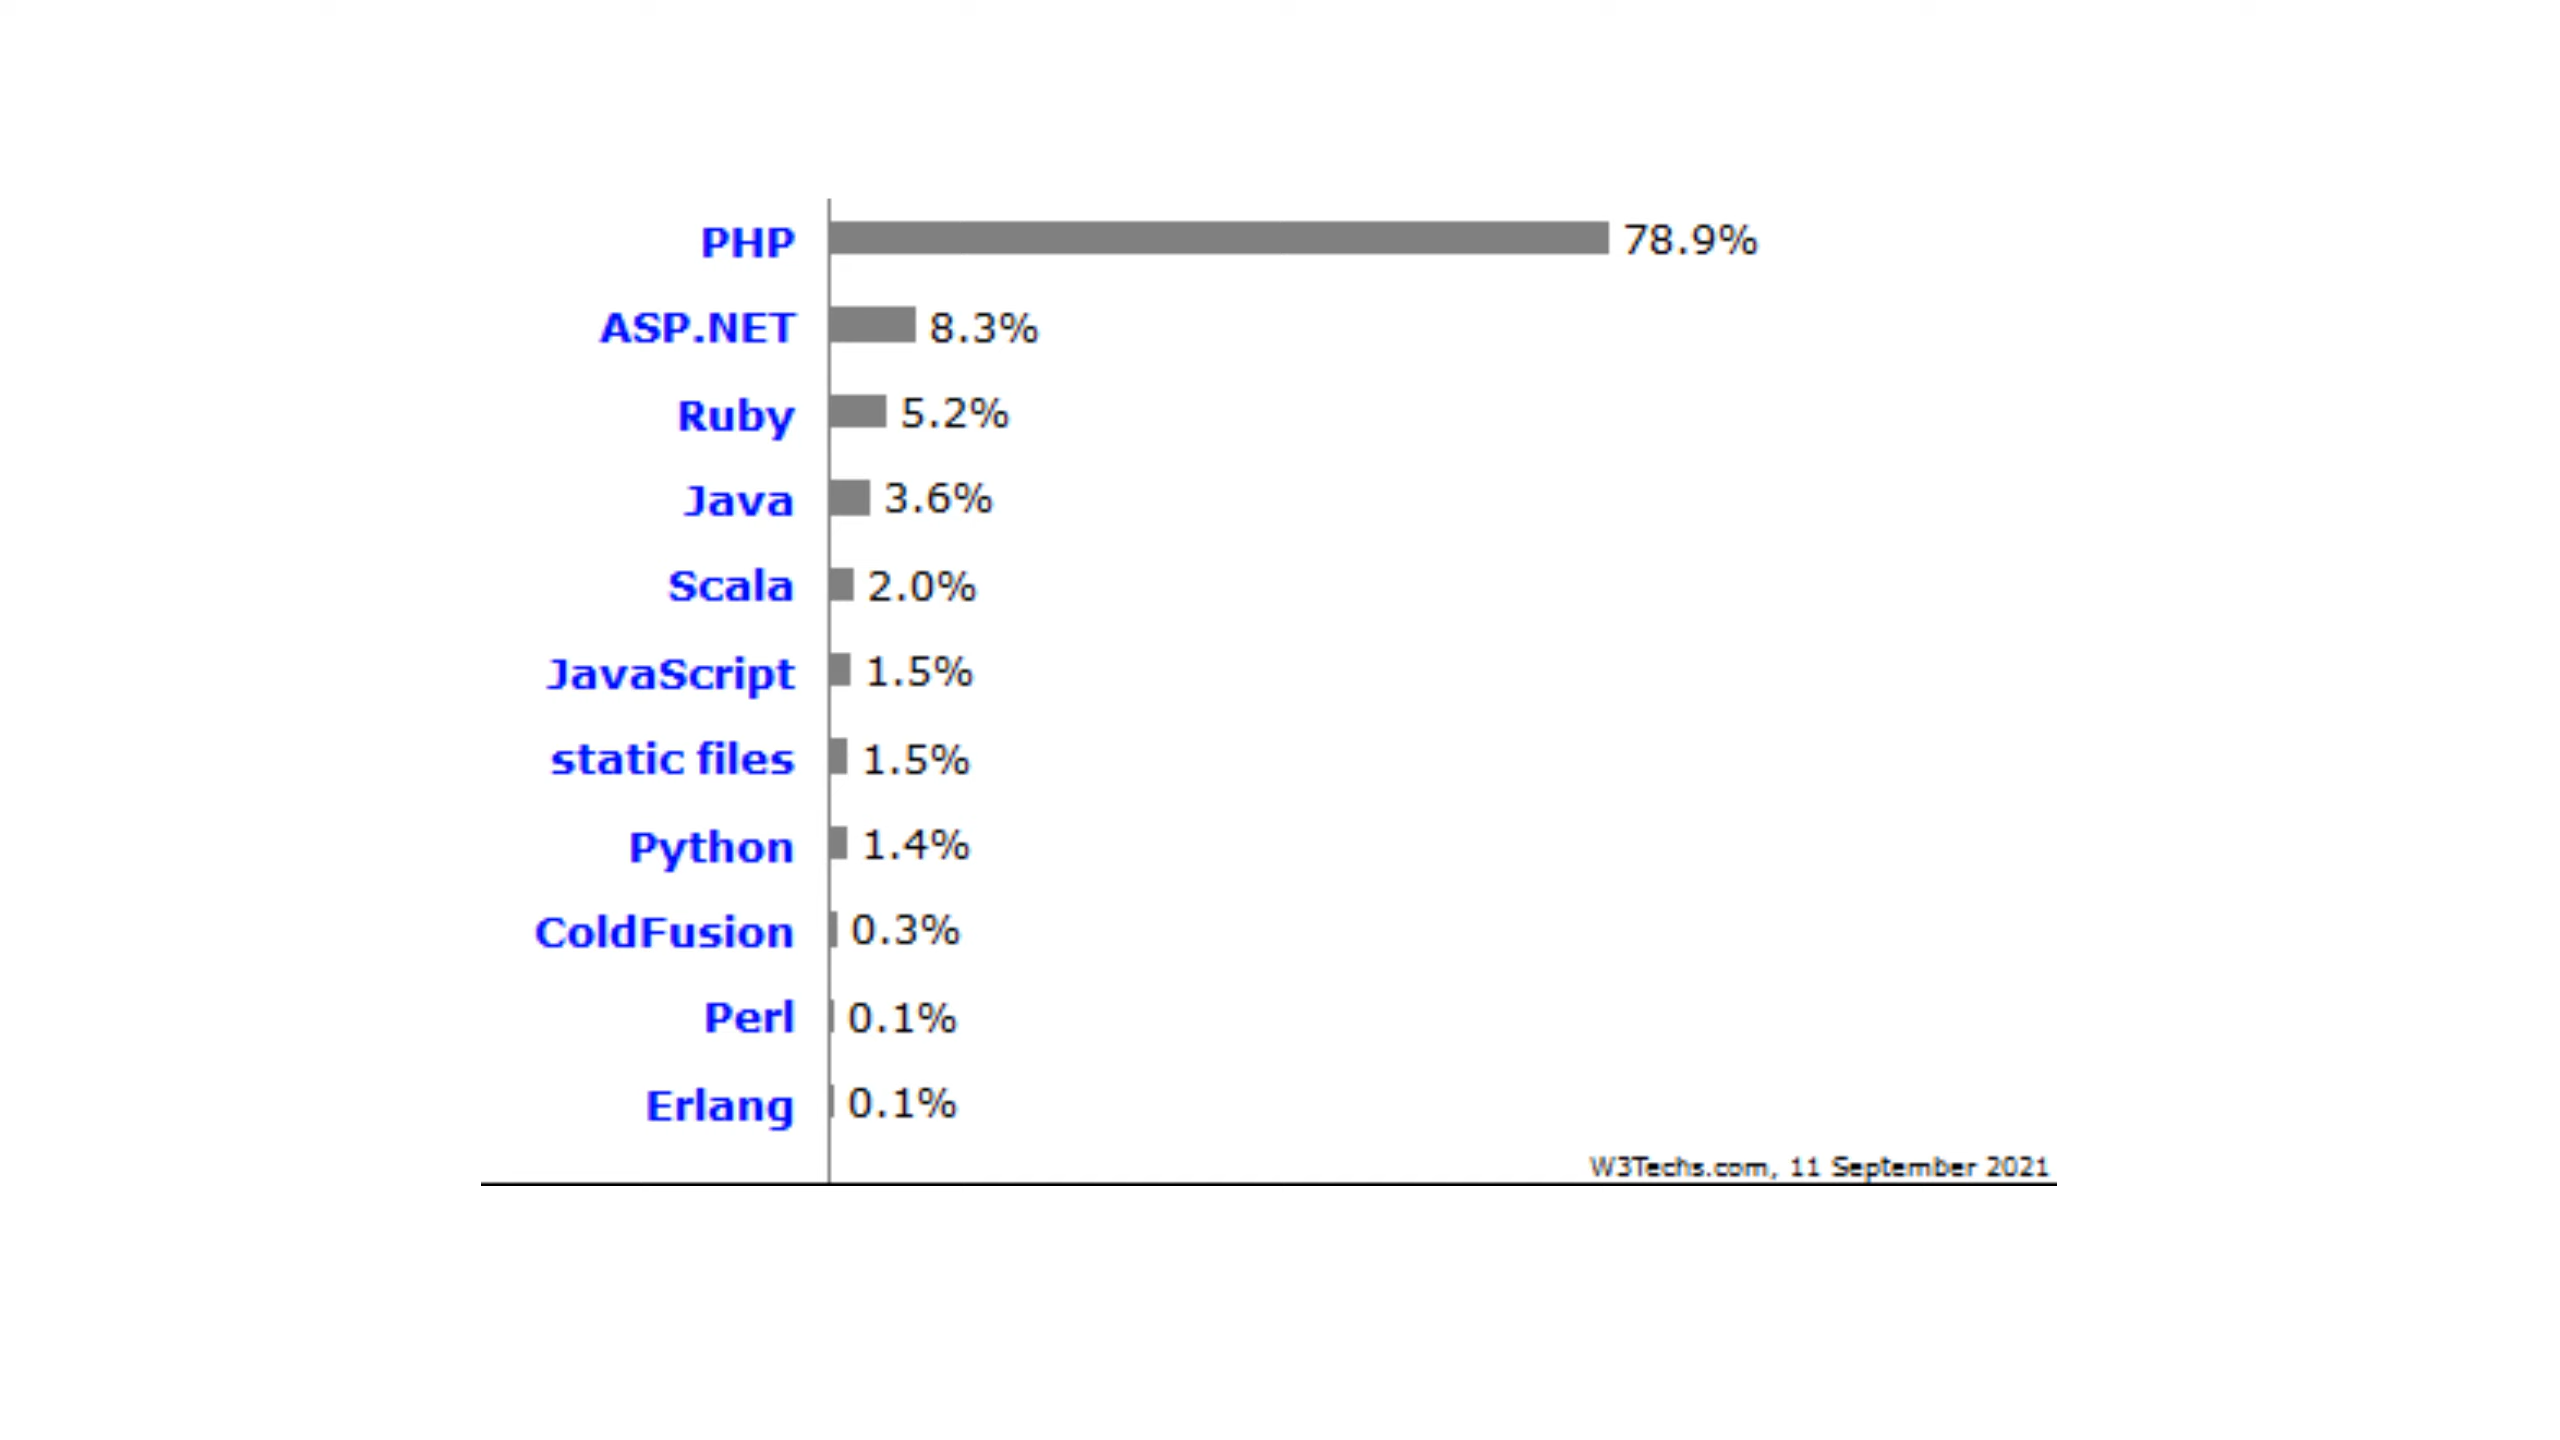 PHP 78.9%
ASP.NET 8.3%
Ruby 5.2%
Java 3.6%
Scala 2.0%
JavaScript 1.5%
static files 1.5%
Python 1.4%
ColdFusion 0.3%
Perl 0.1%
Erlang 0.1%
W3Techs.com, 11 September 2021